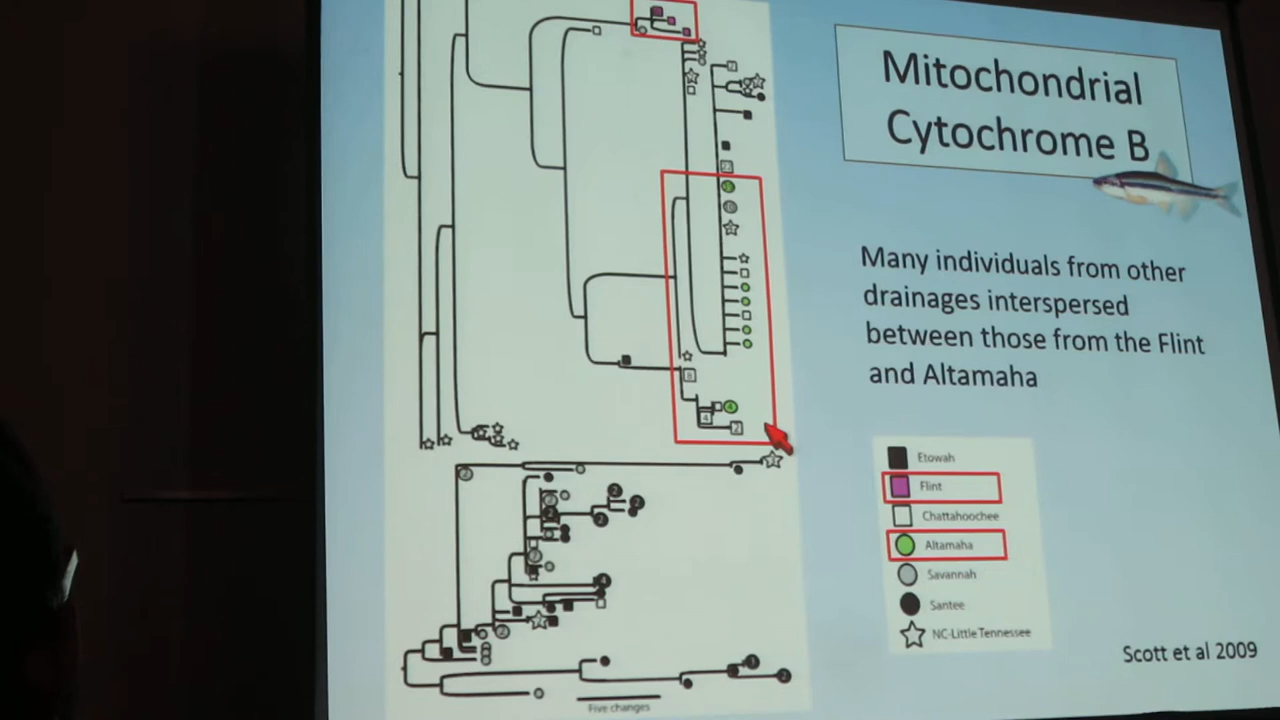 Mitochondrial
Cytochrome B
Many individuals from other
drainages interspersed
between those from the Flint
and Altamaha
Etowah
Flint
Chattahoochee
Altamaha
Savannah
Santee
NC-Little Tennessee
Scott et al 2009
Five changes